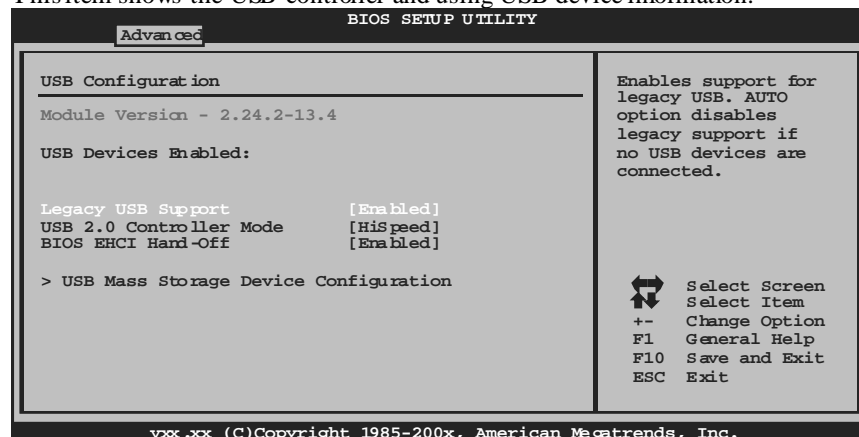 This item shows the USB controller and using USB device information.
BIOS SETUP UTILITY
Advanced
USB Configuration
Module Version - 2.24.2-13.4
USB Devices Enabled:
Legacy USB Support [Enabled]
USB 2.0 Controller Mode [HiSpeed]
BIOS EHCI Hand-Off [Enabled]
> USB Mass Storage Device Configuration
Enables support for
legacy USB. AUTO
option disables
legacy support if
no USB devices are
connected.
Select Screen
Select Item
+- Change Option
F1 General Help
F10 Save and Exit
ESC Exit
vxx.xx (C)Copyright 1985-200x, American Megatrends, Inc.